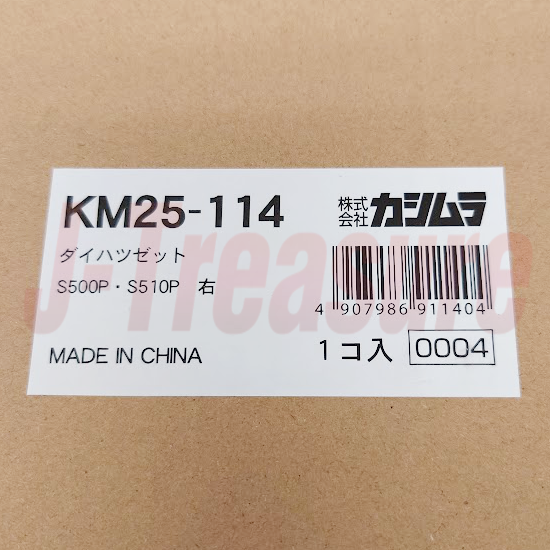 KM25-114
株式会社 カシムラ
ダイハツゼット
S500P・S510P 右
4 907986 911404
MADE IN CHINA
1コ入 0004
J-Treasure